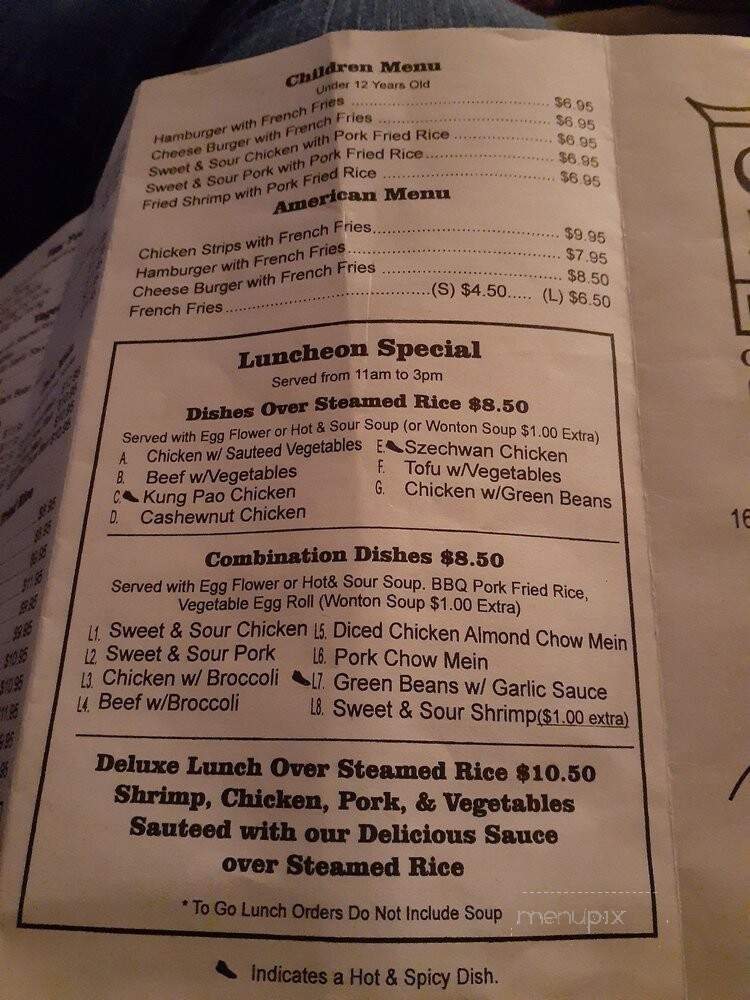 Children Menu
Under 12 Years Old
Hamburger with French Fries ........................................ $6.95
Cheese Burger with French Fries ................................... $6.95
Sweet & Sour Chicken with Pork Fried Rice .................... $6.95
Sweet & Sour Pork with Pork Fried Rice......................... $6.95
Fried Shrimp with Pork Fried Rice ................................... $6.95
American Menu
Chicken Strips with French Fries...................................... $9.95
Hamburger with French Fries........................................... $7.95
Cheese Burger with French Fries .................................... $8.50
French Fries.........................................(S) $4.50..... (L) $6.50
Luncheon Special
Served from 11am to 3pm
Dishes Over Steamed Rice $8.50
Served with Egg Flower or Hot & Sour Soup (or Wonton Soup $1.00 Extra)
A. Chicken w/ Sauteed Vegetables E. Szechwan Chicken
B. Beef w/Vegetables F. Tofu w/Vegetables
C. Kung Pao Chicken G. Chicken w/Green Beans
D. Cashewnut Chicken
Combination Dishes $8.50
Served with Egg Flower or Hot& Sour Soup. BBQ Pork Fried Rice,
Vegetable Egg Roll (Wonton Soup $1.00 Extra)
L1. Sweet & Sour Chicken L5. Diced Chicken Almond Chow Mein
L2. Sweet & Sour Pork L6. Pork Chow Mein
L3. Chicken w/ Broccoli L7. Green Beans w/ Garlic Sauce
L4. Beef w/Broccoli L8. Sweet & Sour Shrimp($1.00 extra)
Deluxe Lunch Over Steamed Rice $10.50
Shrimp, Chicken, Pork, & Vegetables
Sauteed with our Delicious Sauce
over Steamed Rice
* To Go Lunch Orders Do Not Include Soup
menupix
Indicates a Hot & Spicy Dish.
16